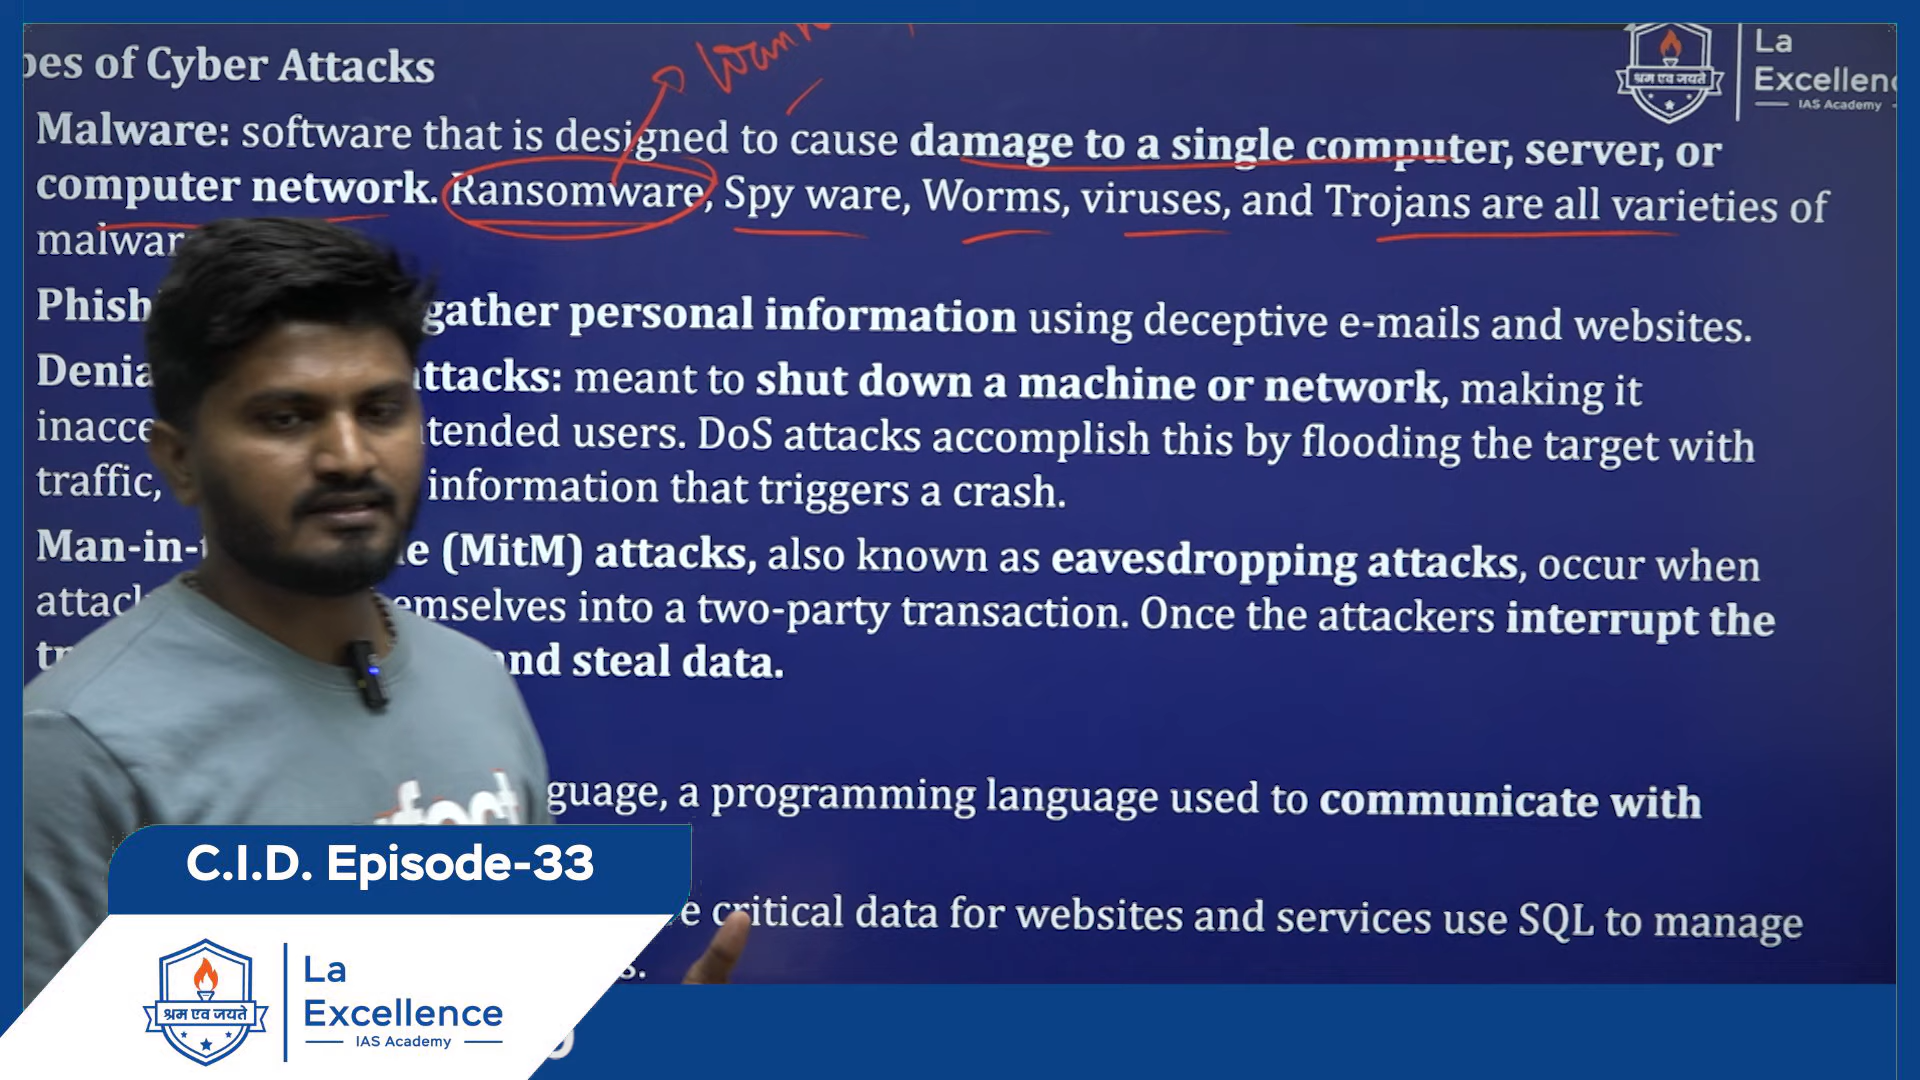 pes of Cyber Attacks
La
Excellenc
IAS Academy
श्रम एव जयते
Malware: software that is designed to cause damage to a single computer, server, or
computer network. Ransomware, Spy ware, Worms, viruses, and Trojans are all varieties of
malwar
Phish gather personal information using deceptive e-mails and websites.
Denia ttacks: meant to shut down a machine or network, making it
inacce tended users. DoS attacks accomplish this by flooding the target with
traffic, information that triggers a crash.
Man-in-t e (MitM) attacks, also known as eavesdropping attacks, occur when
attack emselves into a two-party transaction. Once the attackers interrupt the
tr nd steal data.
guage, a programming language used to communicate with
e critical data for websites and services use SQL to manage
s.
C.I.D. Episode-33
श्रम एव जयते
La
Excellence
IAS Academy